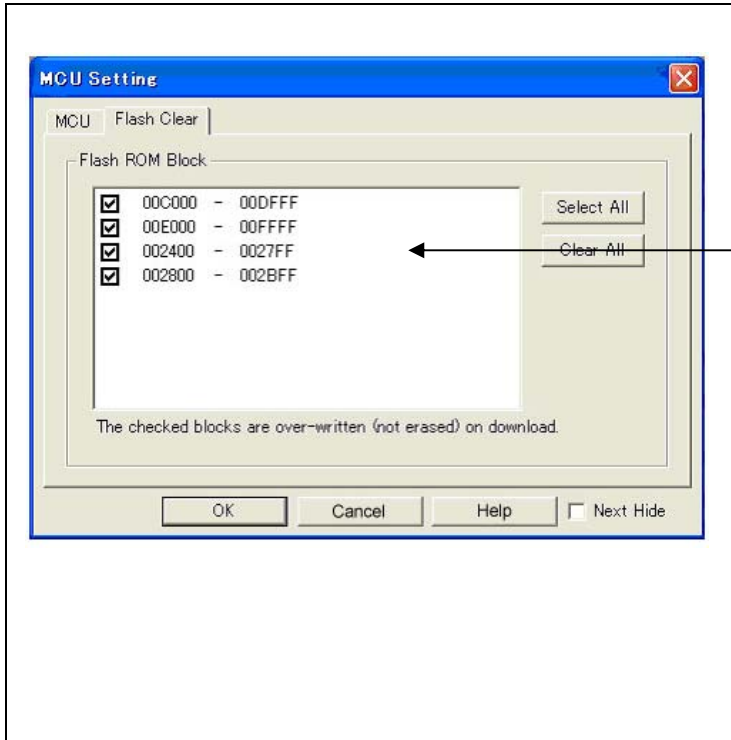 MCU Setting
MCU Flash Clear
Flash ROM Block
00C000 - 00DFFF
00E000 - 00FFFF
002400 - 0027FF
002800 - 002BFF
Select All
Clear All
The checked blocks are over-written (not erased) on download.
OK Cancel Help Next Hide